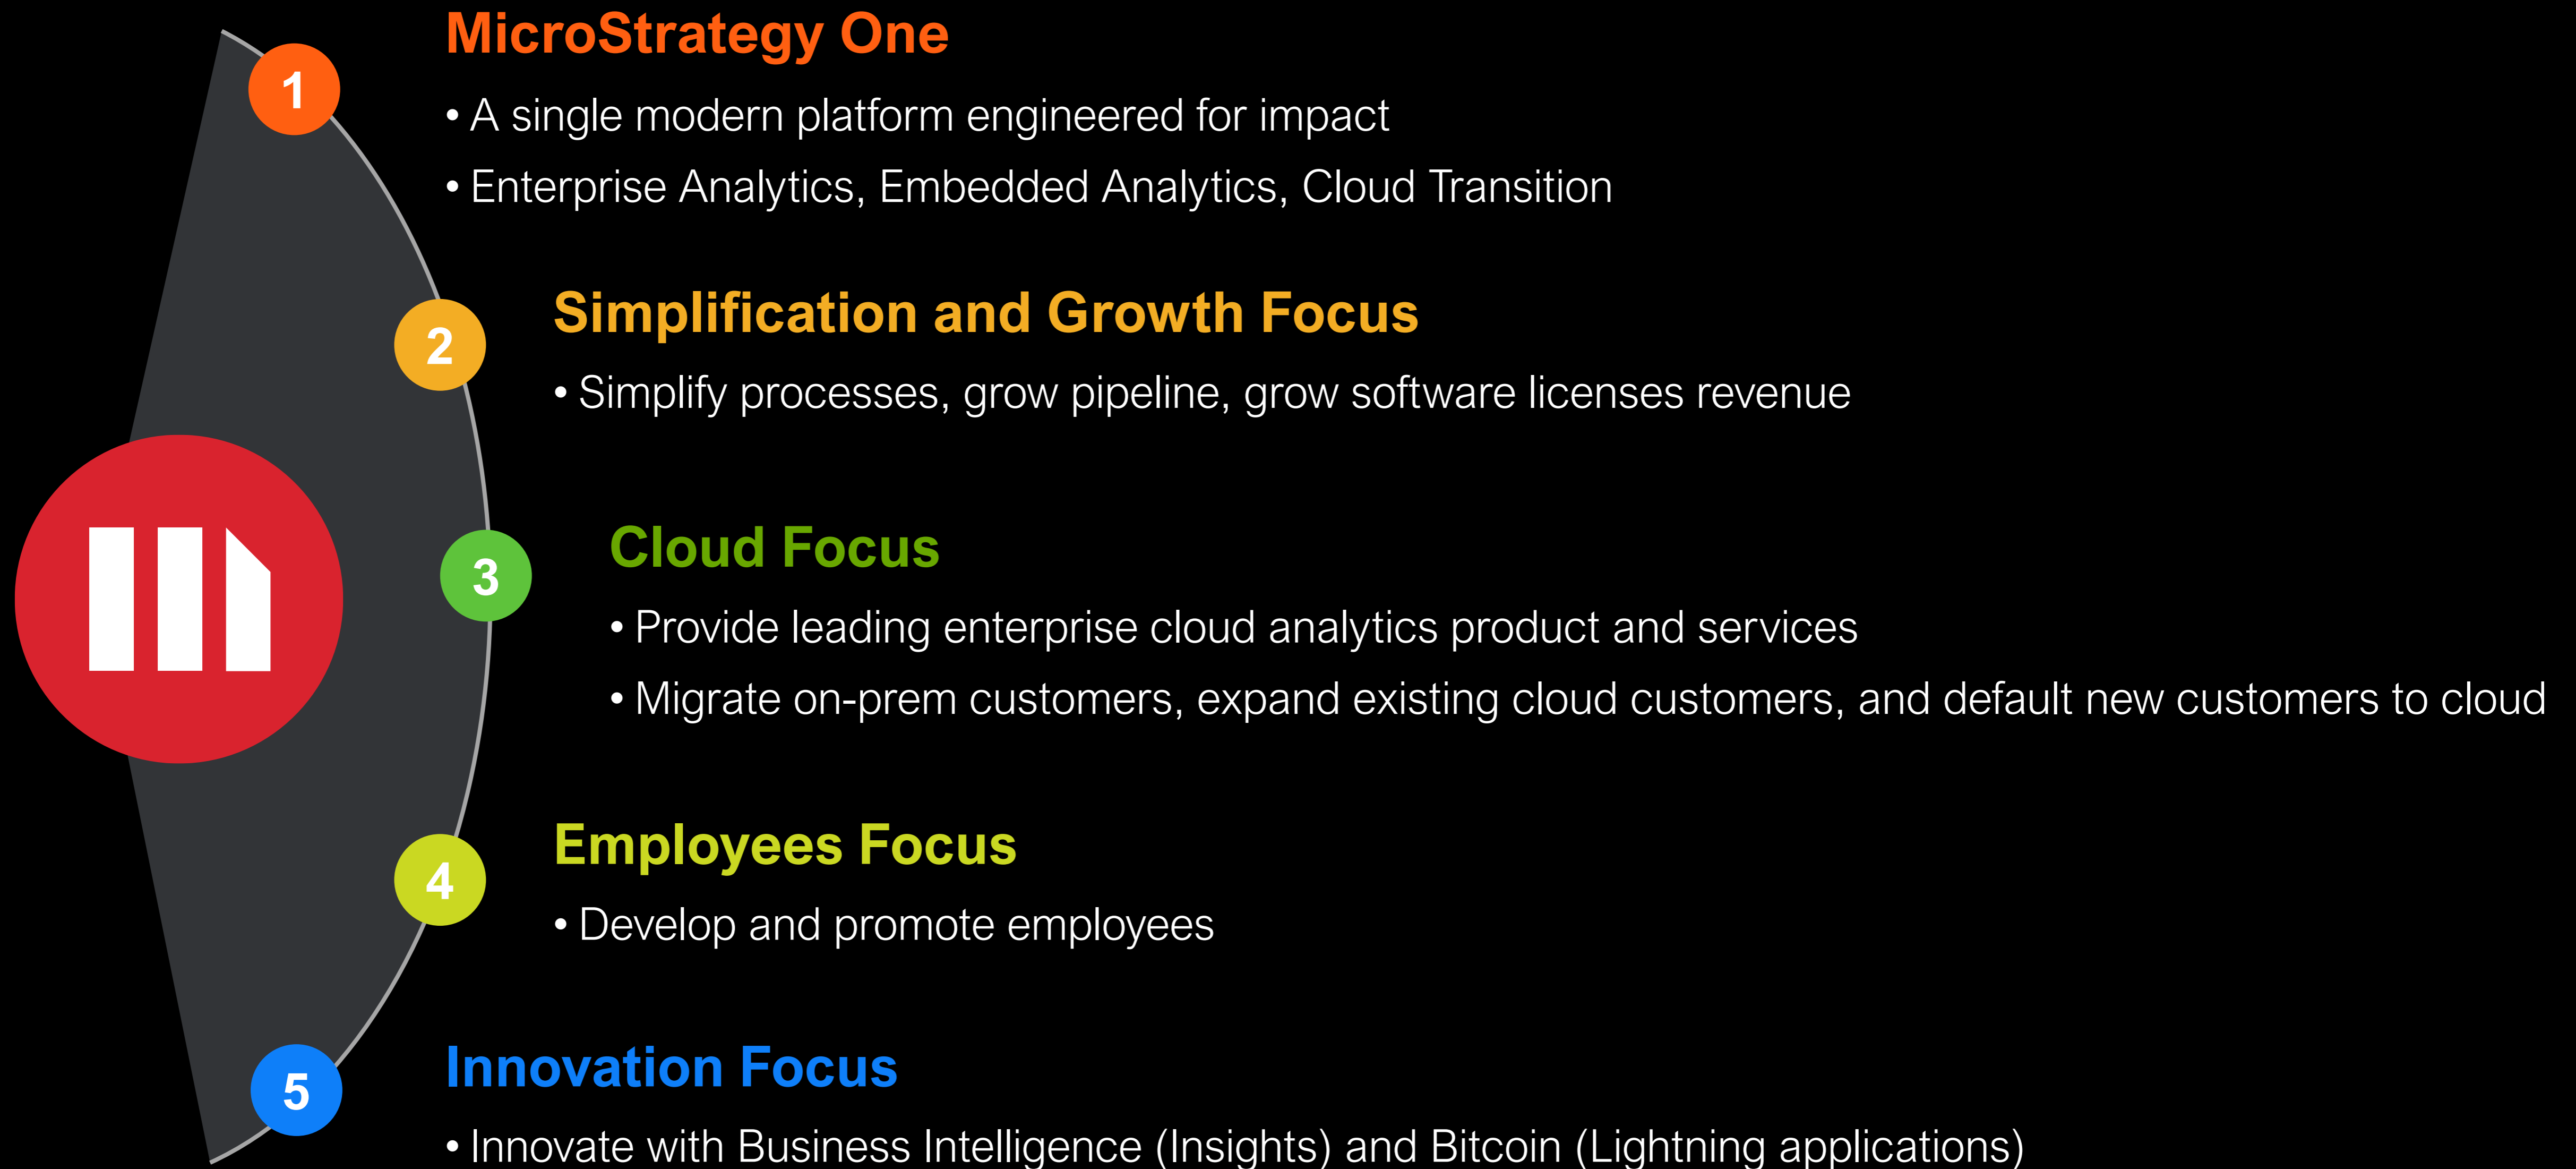 MicroStrategy One
1
• A single modern platform engineered for impact
• Enterprise Analytics, Embedded Analytics, Cloud Transition
Simplification and Growth Focus
2
• Simplify processes, grow pipeline, grow software licenses revenue
Cloud Focus
3
• Provide leading enterprise cloud analytics product and services
• Migrate on-prem customers, expand existing cloud customers, and default new customers to cloud
Employees Focus
4
• Develop and promote employees
Innovation Focus
5
• Innovate with Business Intelligence (Insights) and Bitcoin (Lightning applications)